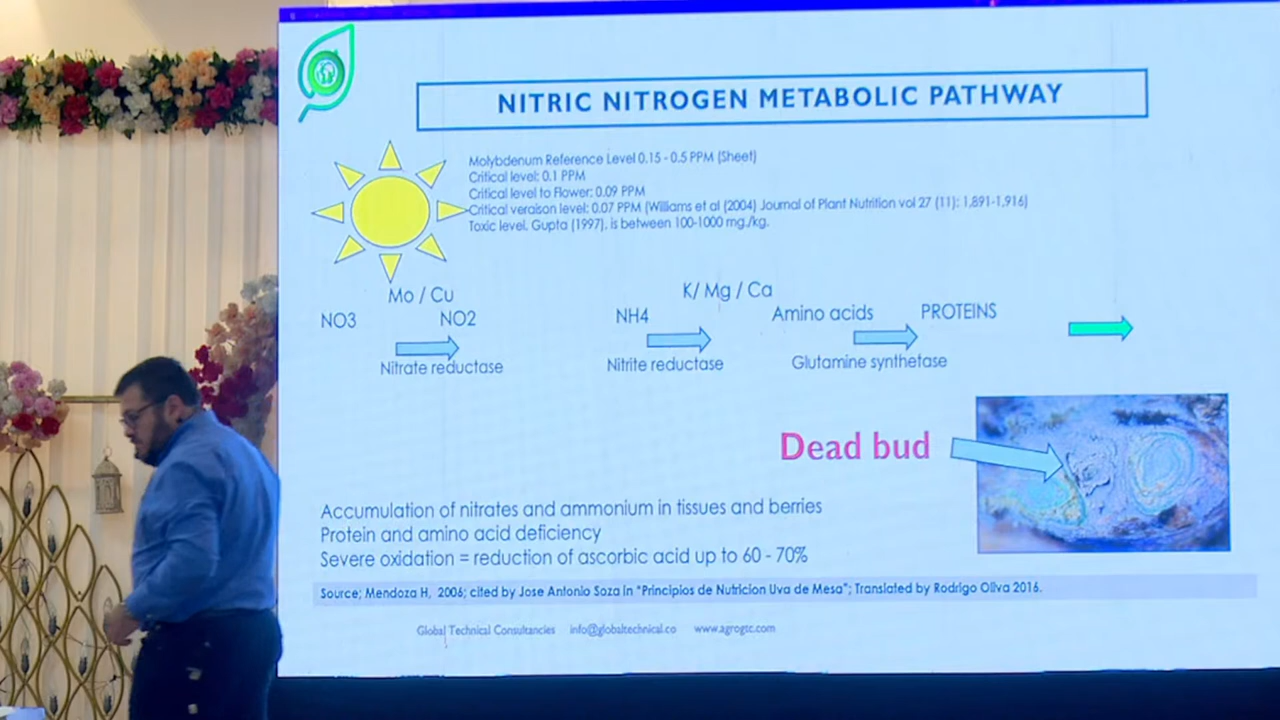 NITRIC NITROGEN METABOLIC PATHWAY
Molybdenum Reference Level 0.15 - 0.5 PPM (Sheet)
Critical level: 0.1 PPM
Critical level to Flower: 0.09 PPM
Critical veraison level: 0.07 PPM (Williams et al (2004) Journal of Plant Nutrition vol 27 (11): 1,891-1,916)
Toxic level, Gupta (1997), is between 100-1000 mg./kg.
Mo / Cu
K/ Mg / Ca
NO3 NO2 NH4 Amino acids PROTEINS
Nitrate reductase Nitrite reductase Glutamine synthetase
Dead bud
Accumulation of nitrates and ammonium in tissues and berries
Protein and amino acid deficiency
Severe oxidation = reduction of ascorbic acid up to 60 - 70%
Source; Mendoza H, 2006; cited by Jose Antonio Soza in "Principios de Nutricion Uva de Mesa"; Translated by Rodrigo Oliva 2016.
Global Technical Consultancies info@globaltechnical.co www.agrogtc.com